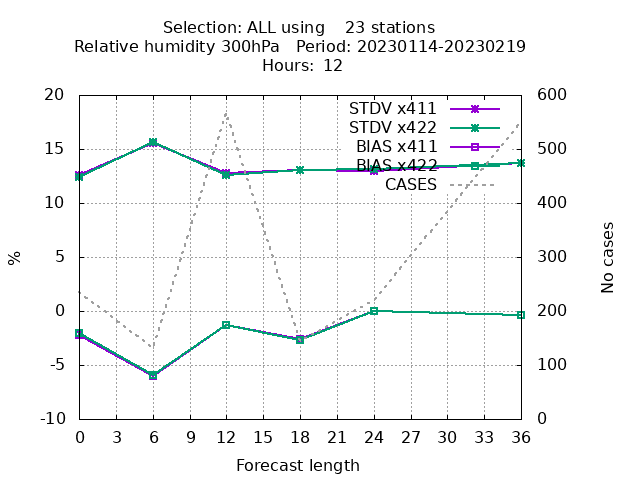 Selection: ALL using 23 stations
Relative humidity 300hPa Period: 20230114-20230219
Hours: 12
20 600
STDV x411
STDV x422
15 500
BIAS x411
BIAS x422
CASES
10 400
%
No cases
5 300
0 200
-5 100
-10 0
0 3 6 9 12 15 18 21 24 27 30 33 36
Forecast length